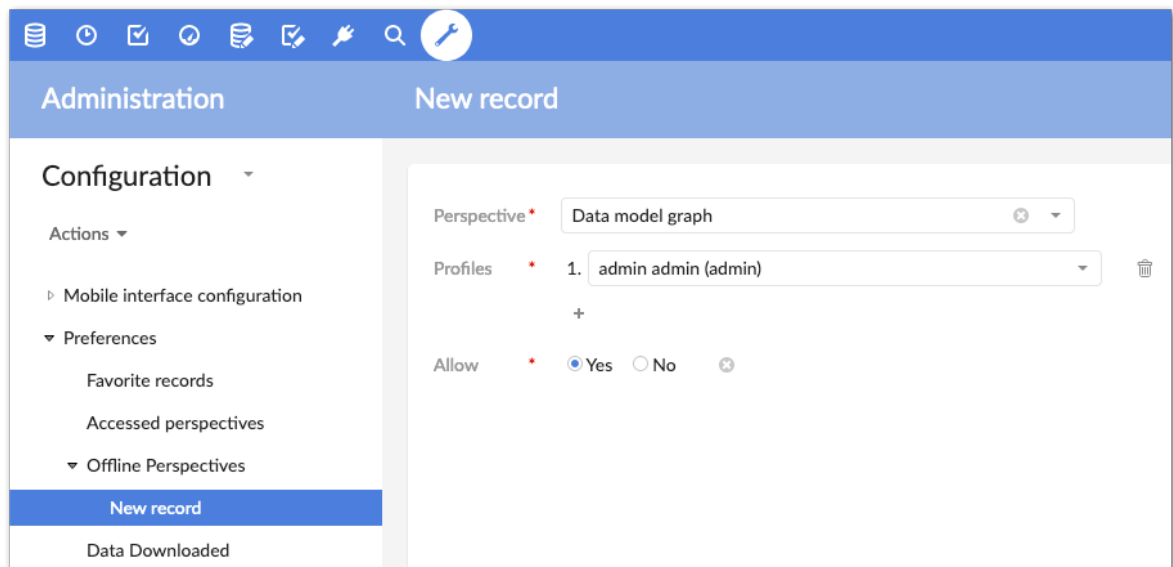 Administration
New record
Configuration
Actions
Mobile interface configuration
Preferences
Favorite records
Accessed perspectives
Offline Perspectives
New record
Data Downloaded
Perspective * Data model graph
Profiles * 1. admin admin (admin)
+
Allow * Yes No